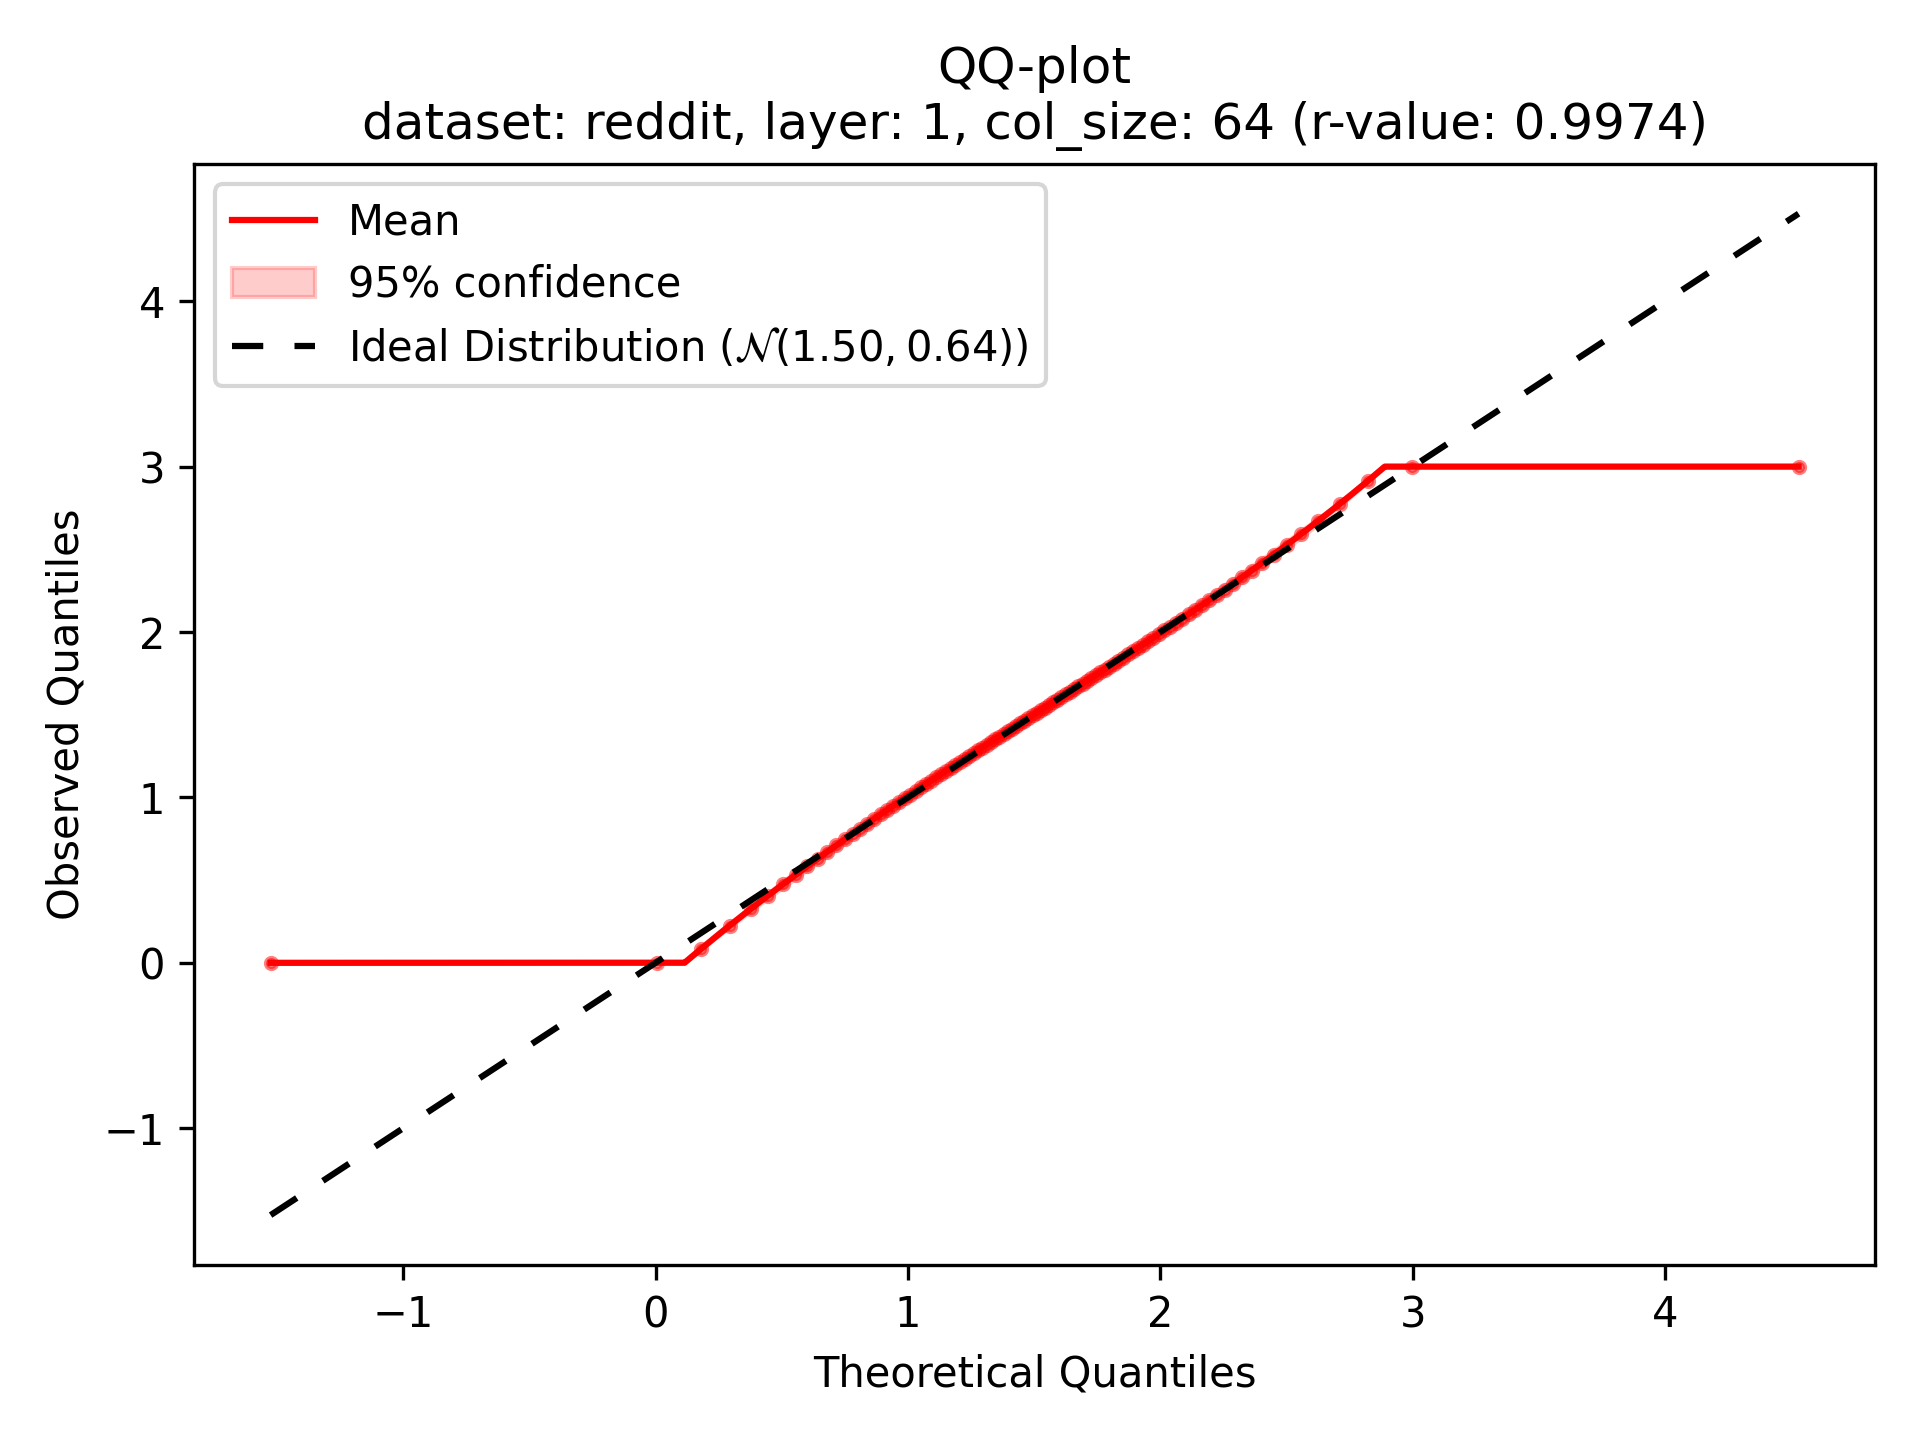 QQ-plot
dataset: reddit, layer: 1, col_size: 64 (r-value: 0.9974)
Mean
95% confidence
Ideal Distribution (𝒩(1.50, 0.64))
4
3
2
1
0
−1
Observed Quantiles
−1
0
1
2
3
4
Theoretical Quantiles